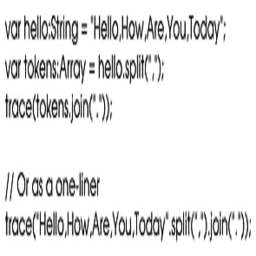 var hello:String = "Hello,How,Are,You,Today";
var tokens:Array = hello.split(",");
trace(tokens.join("."));
// Or as a one-liner
trace("Hello,How,Are,You,Today".split(",").join("."));